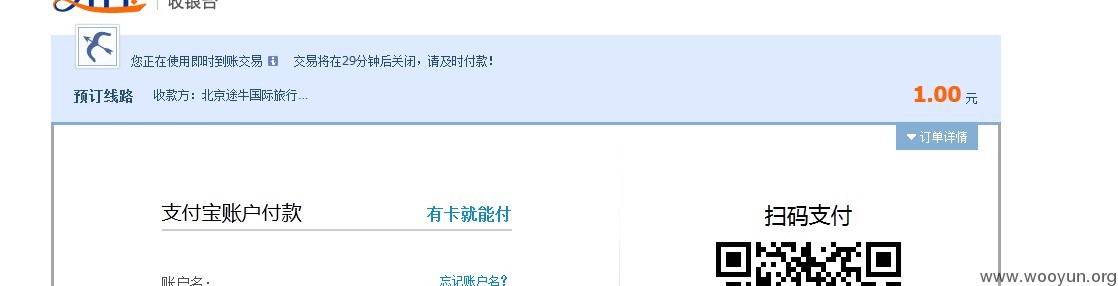 收银台
您正在使用即时到账交易 交易将在29分钟后关闭，请及时付款！
预订线路 收款方：北京途牛国际旅行... 1.00 元
订单详情
支付宝账户付款 有卡就能付 扫码支付
账户名： 忘记账户名？
www.wooyun.org